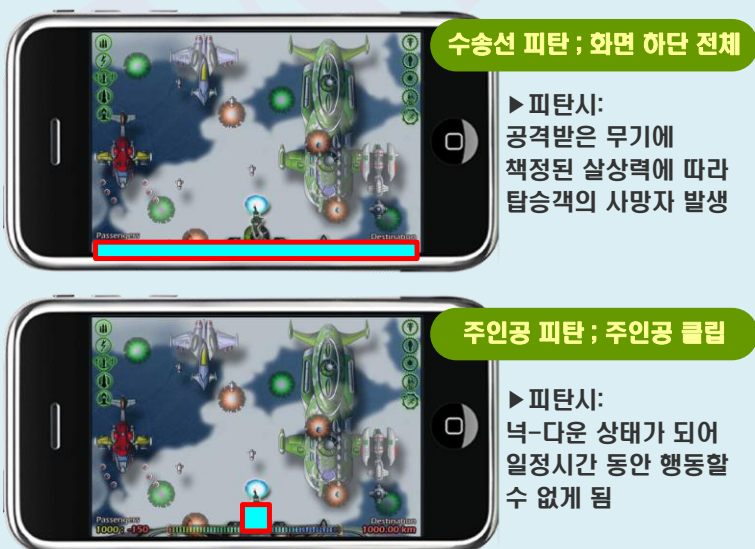 수송선 피탄 ; 화면 하단 전체
▶피탄시:
공격받은 무기에
책정된 살상력에 따라
탑승객의 사망자 발생
Passengers
Destination
주인공 피탄 ; 주인공 클립
▶피탄시:
넉-다운 상태가 되어
일정시간 동안 행동할
수 없게 됨
Passengers
Destination
1000 : -150
1000.00 km